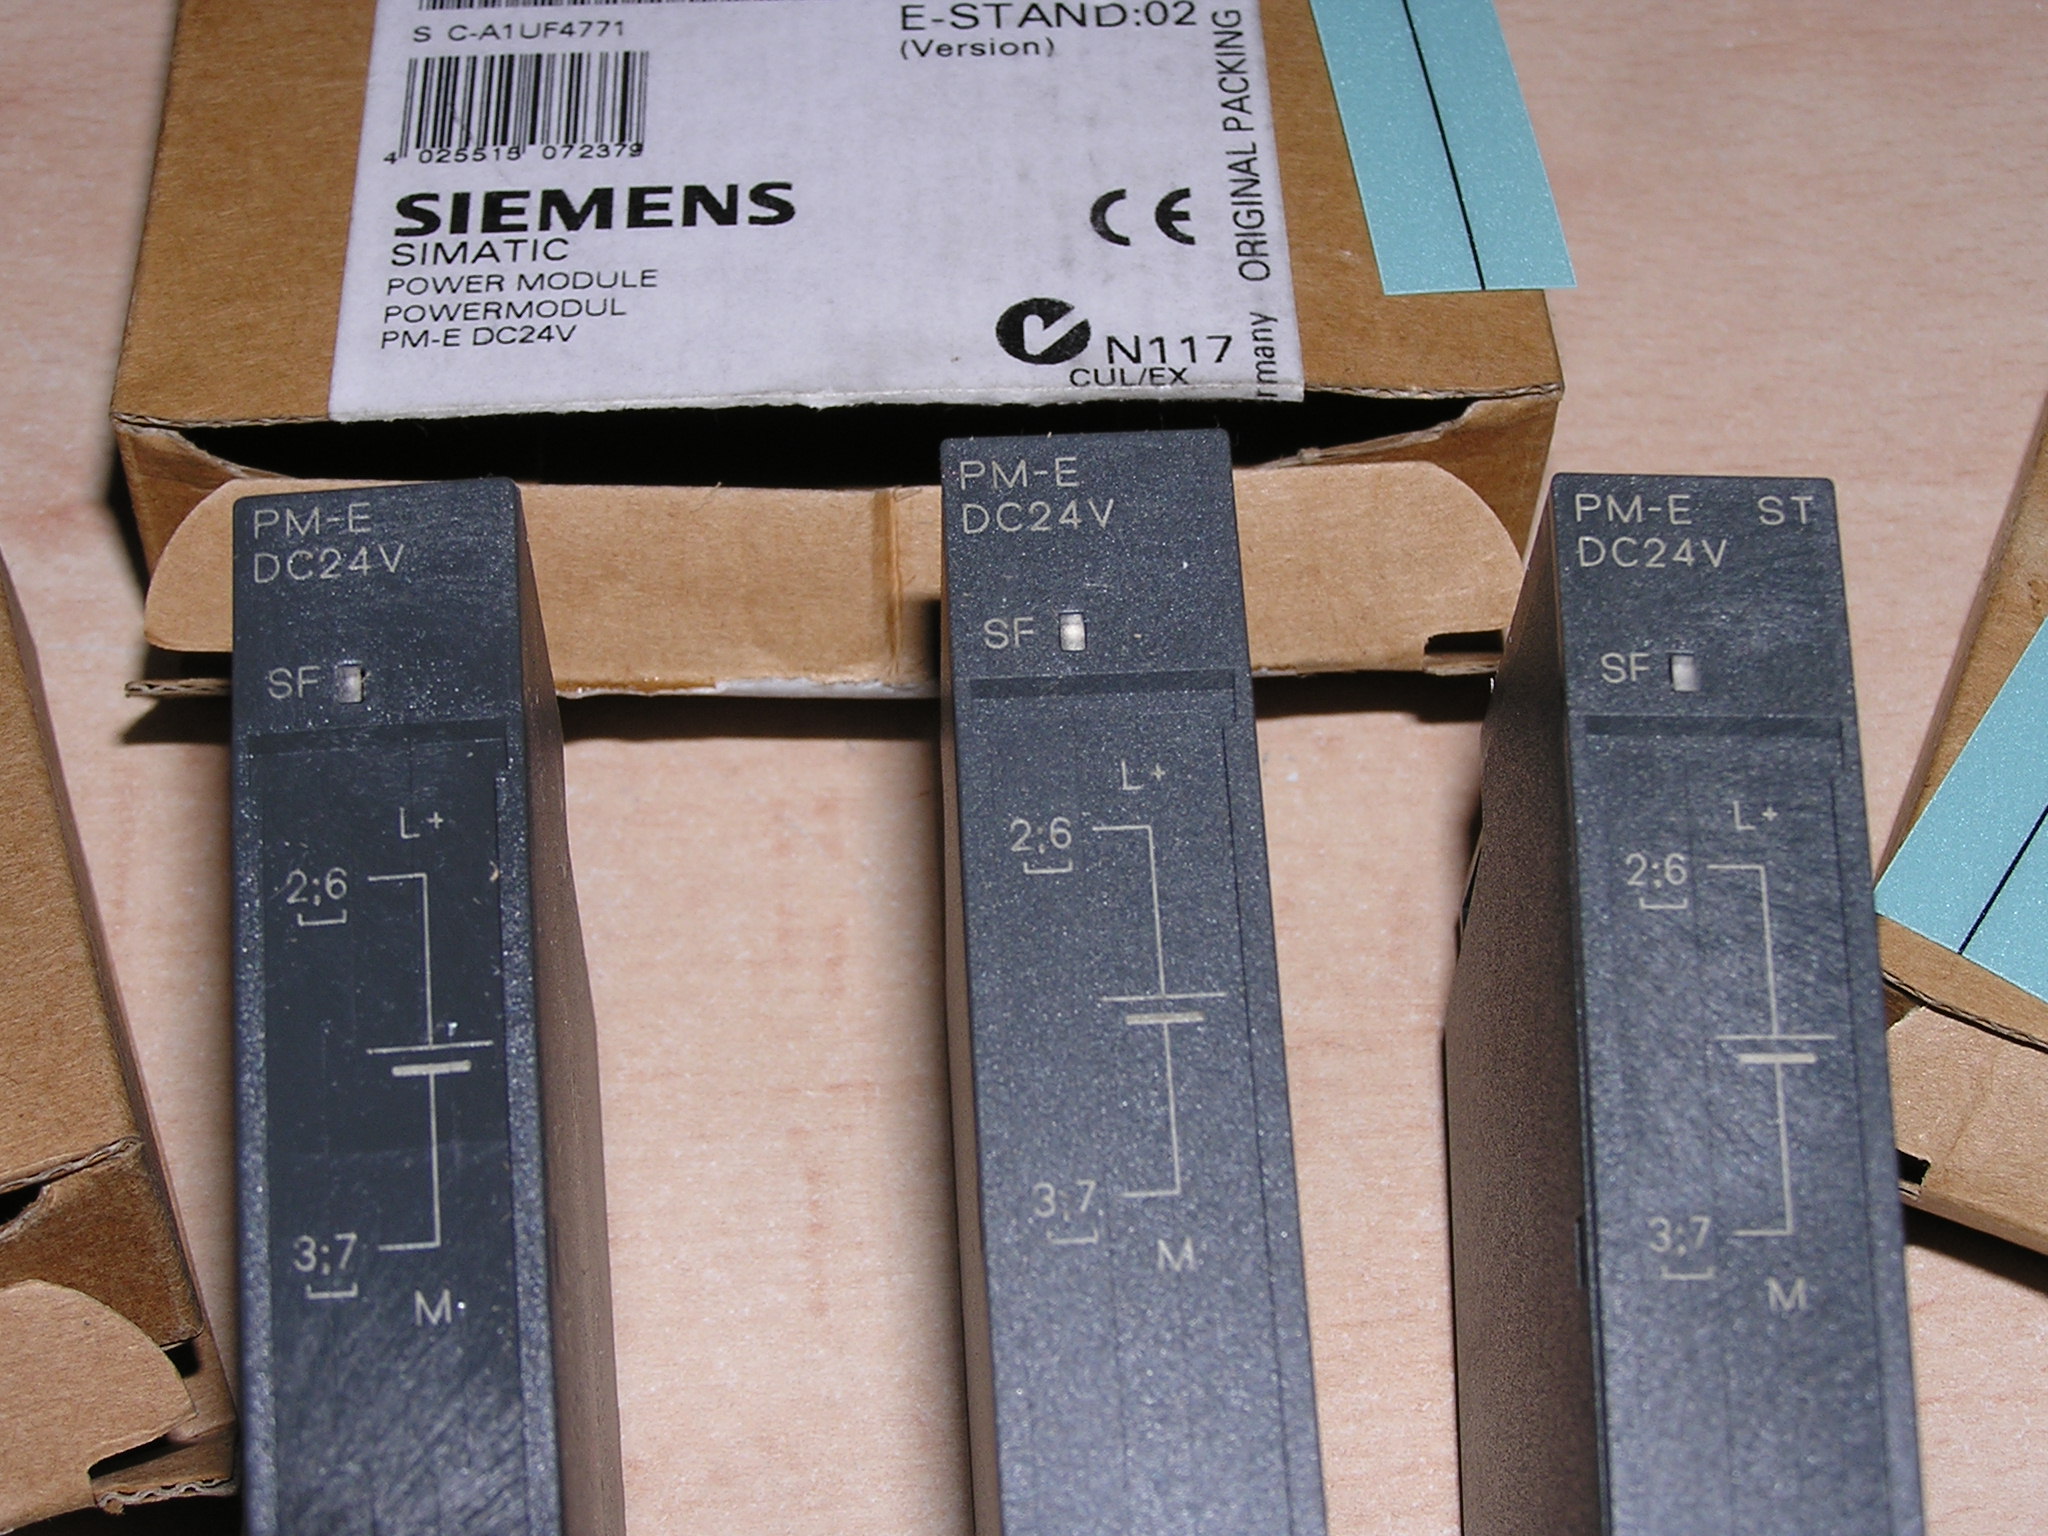 S C-A1UF4771
E-STAND:02
(Version)
4 025515 072379
SIEMENS
SIMATIC
POWER MODULE
POWERMODUL
PM-E DC24V
CE
N117
CUL/EX
rmany ORIGINAL PACKING
PM-E
DC24V
SF
L+
2;6
3;7
M
PM-E
DC24V
SF
L+
2;6
3;7
M
PM-E ST
DC24V
SF
L+
2;6
3;7
M